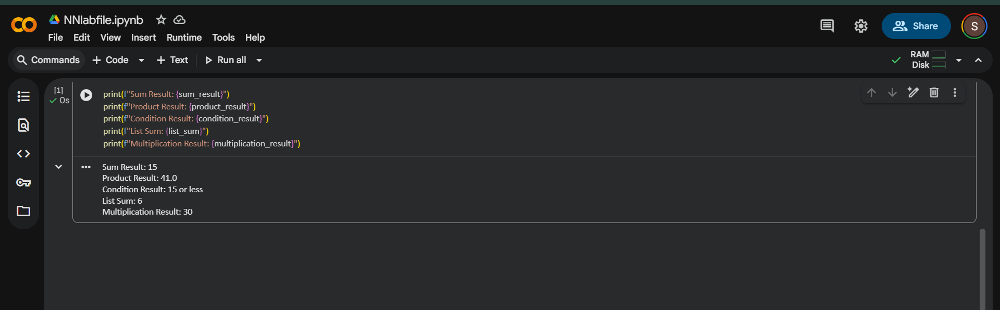 NNlabfile.ipynb
File Edit View Insert Runtime Tools Help
Share
S
Commands + Code + Text Run all
RAM
Disk
[1]
0s
print(f"Sum Result: {sum_result}")
print(f"Product Result: {product_result}")
print(f"Condition Result: {condition_result}")
print(f"List Sum: {list_sum}")
print(f"Multiplication Result: {multiplication_result}")
Sum Result: 15
Product Result: 41.0
Condition Result: 15 or less
List Sum: 6
Multiplication Result: 30